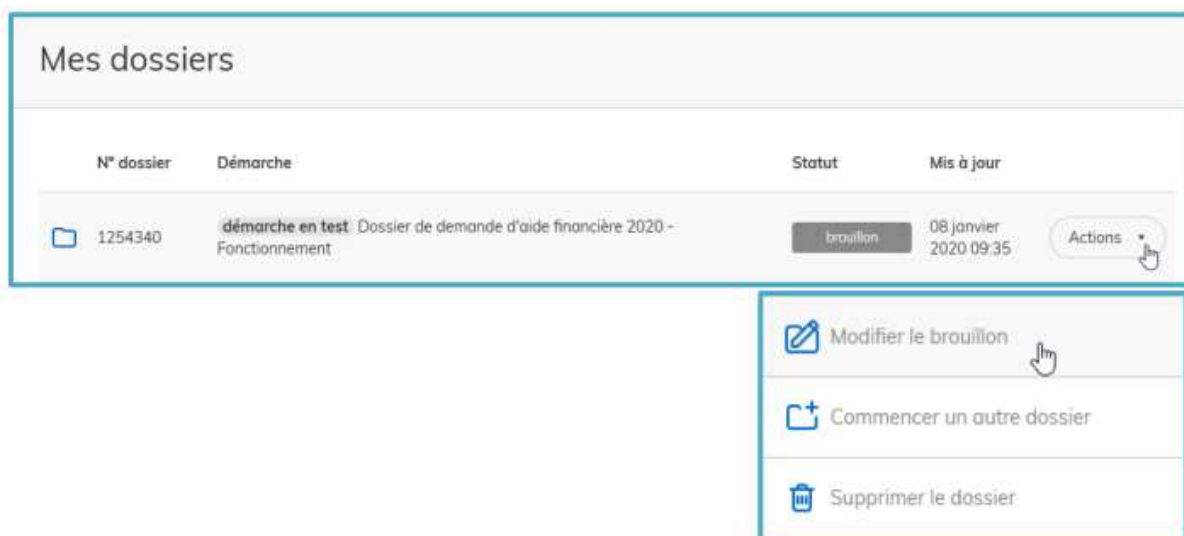 Mes dossiers
N° dossier Démarche Statut Mis à jour
1254340 démarche en test Dossier de demande d'aide financière 2020 - Fonctionnement brouillon 08 janvier 2020 09:35 Actions
Modifier le brouillon
Commencer un autre dossier
Supprimer le dossier